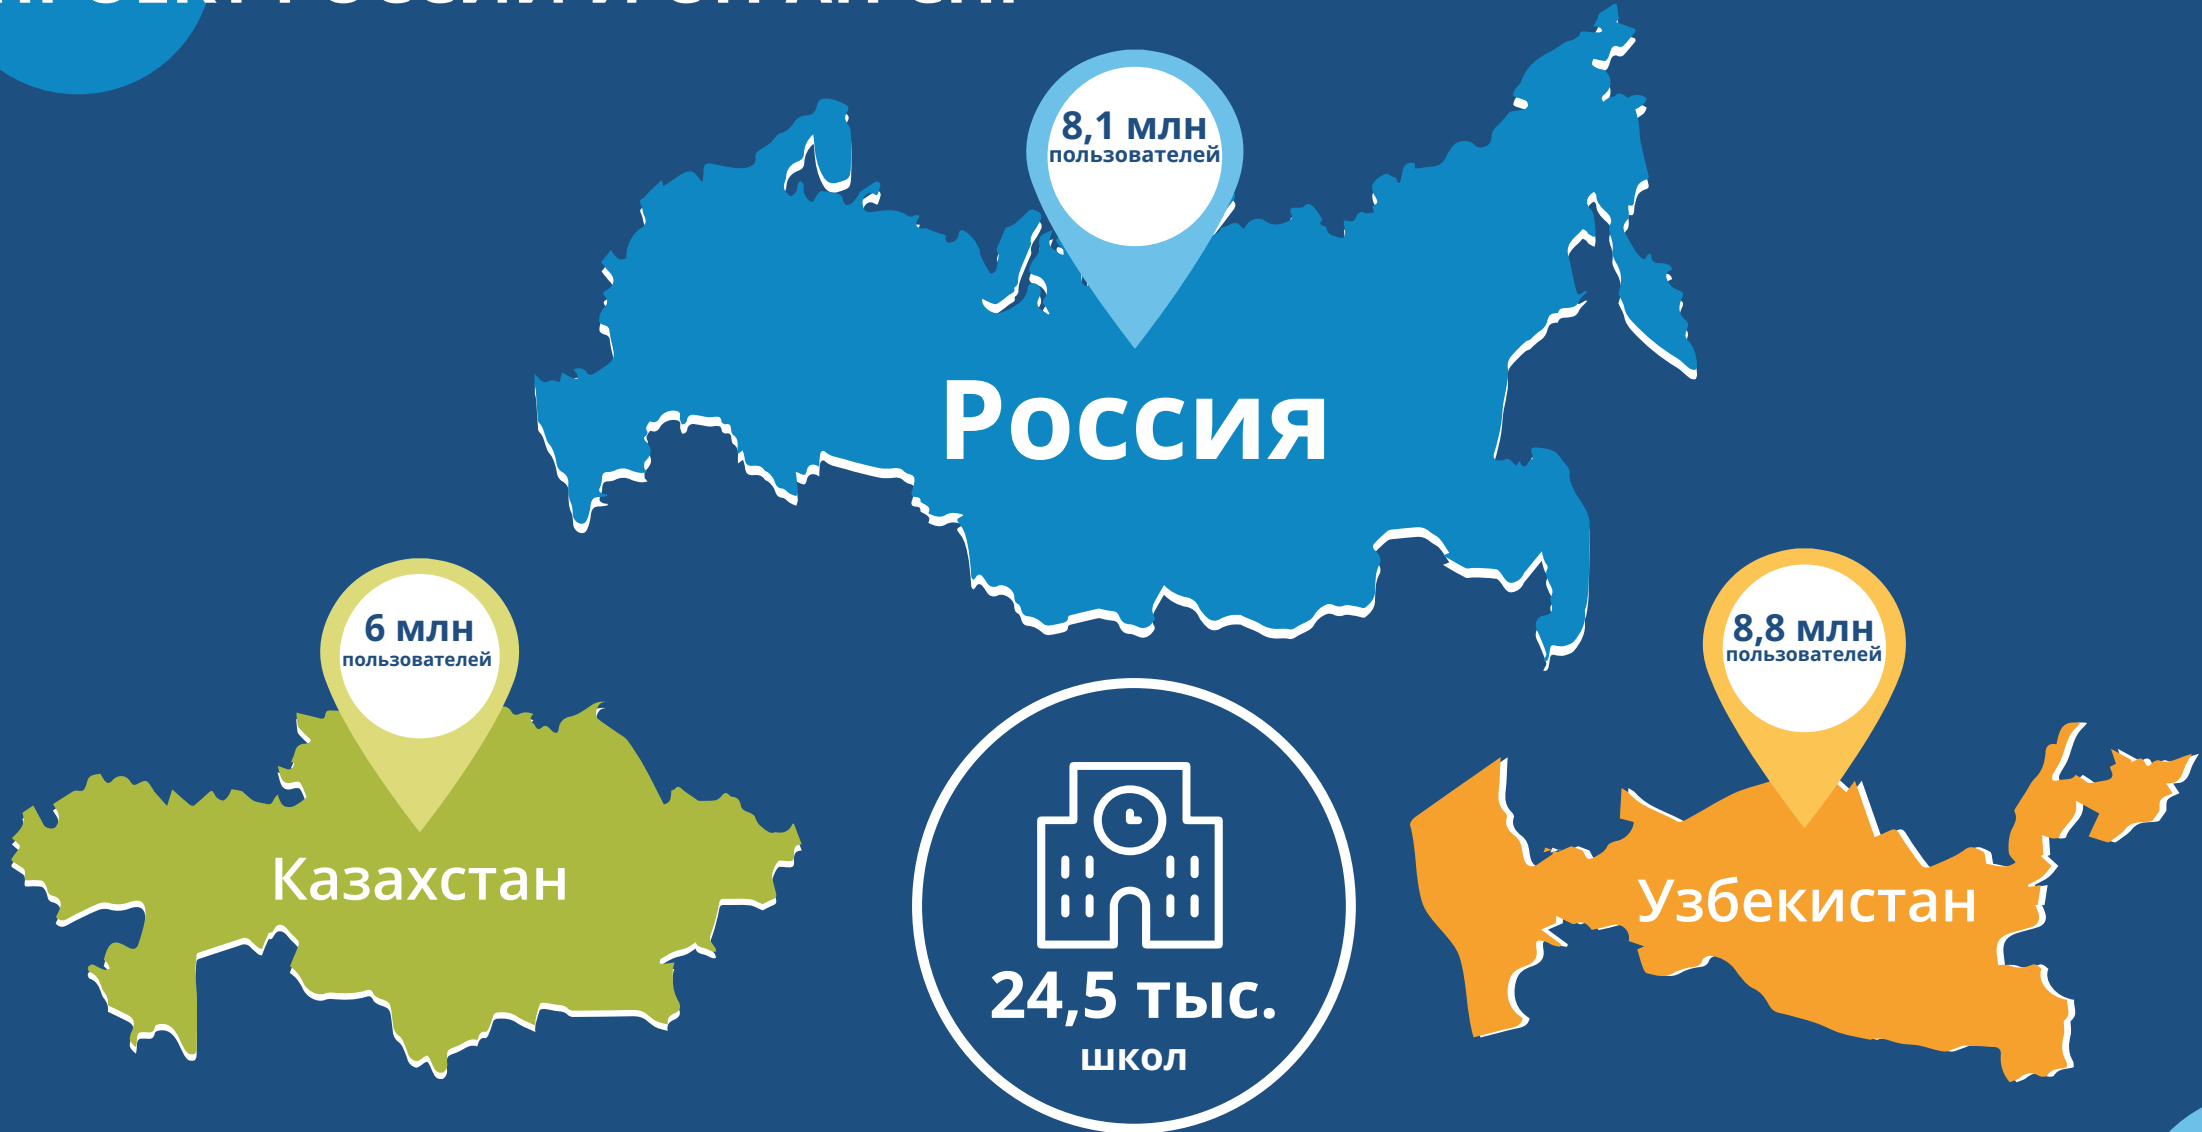 8,1 млн
пользователей
Россия
6 млн
пользователей
8,8 млн
пользователей
Казахстан
Узбекистан
24,5 тыс.
школ